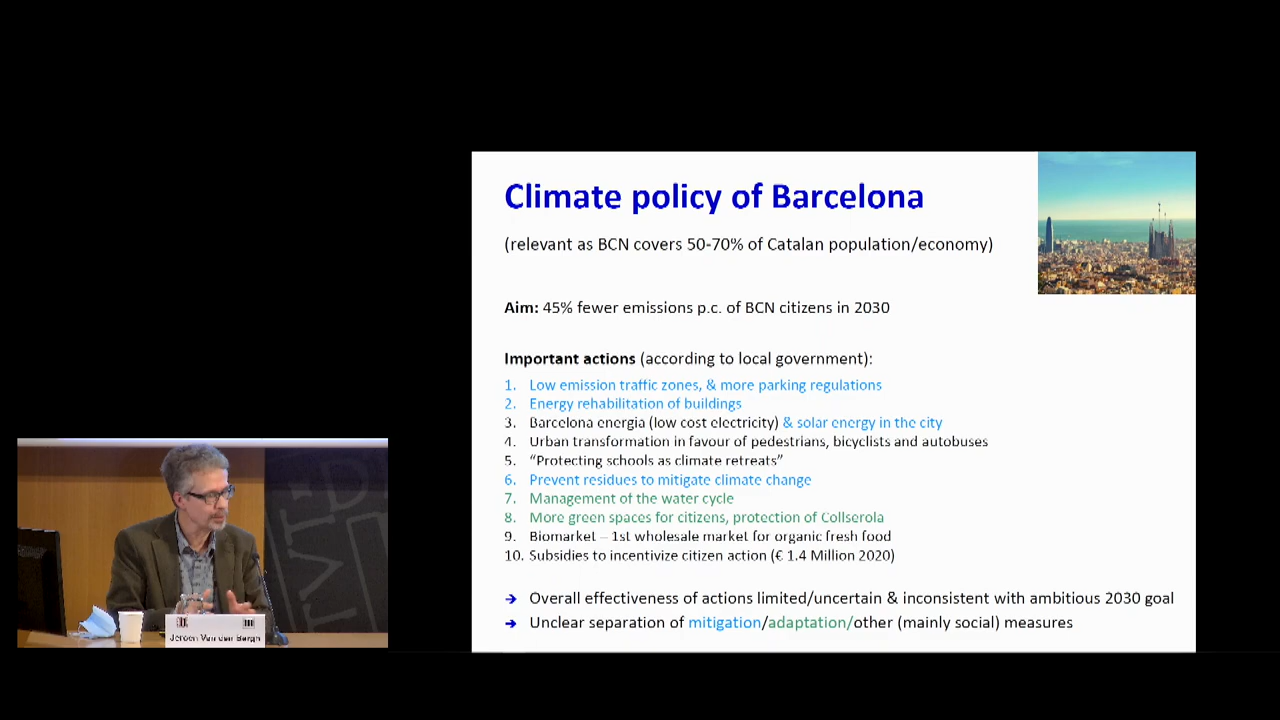 Climate policy of Barcelona
(relevant as BCN covers 50-70% of Catalan population/economy)
Aim: 45% fewer emissions p.c. of BCN citizens in 2030
Important actions (according to local government):
1. Low emission traffic zones, & more parking regulations
2. Energy rehabilitation of buildings
3. Barcelona energia (low cost electricity) & solar energy in the city
4. Urban transformation in favour of pedestrians, bicyclists and autobuses
5. “Protecting schools as climate retreats”
6. Prevent residues to mitigate climate change
7. Management of the water cycle
8. More green spaces for citizens, protection of Collserola
9. Biomarket – 1st wholesale market for organic fresh food
10. Subsidies to incentivize citizen action (€ 1.4 Million 2020)
➔ Overall effectiveness of actions limited/uncertain & inconsistent with ambitious 2030 goal
➔ Unclear separation of mitigation/adaptation/other (mainly social) measures
Jeroen Van den Bergh